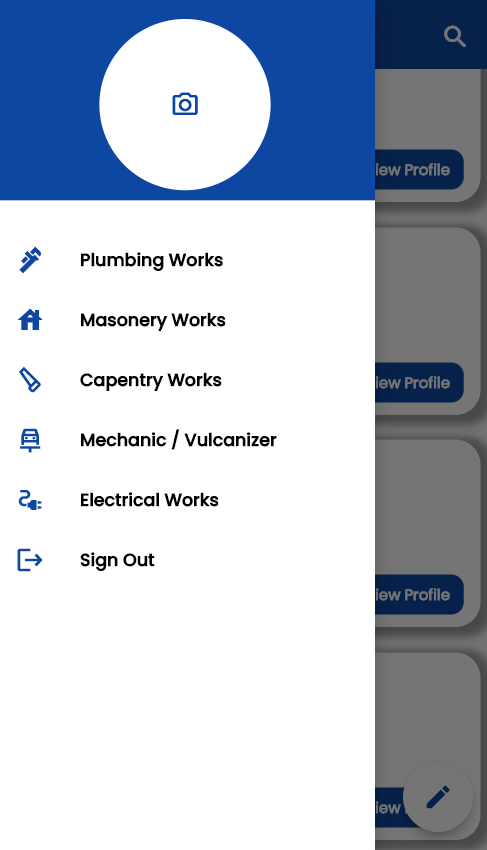 Plumbing Works
Masonery Works
Capentry Works
Mechanic / Vulcanizer
Electrical Works
Sign Out
iew Profile
iew Profile
iew Profile
iew